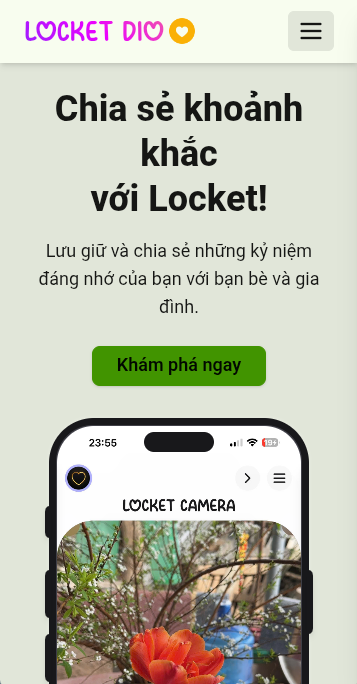 LOCKET DIO
Chia sẻ khoảnh
khắc
với Locket!
Lưu giữ và chia sẻ những kỷ niệm
đáng nhớ của bạn với bạn bè và gia
đình.
Khám phá ngay
23:55
19+
LOCKET CAMERA